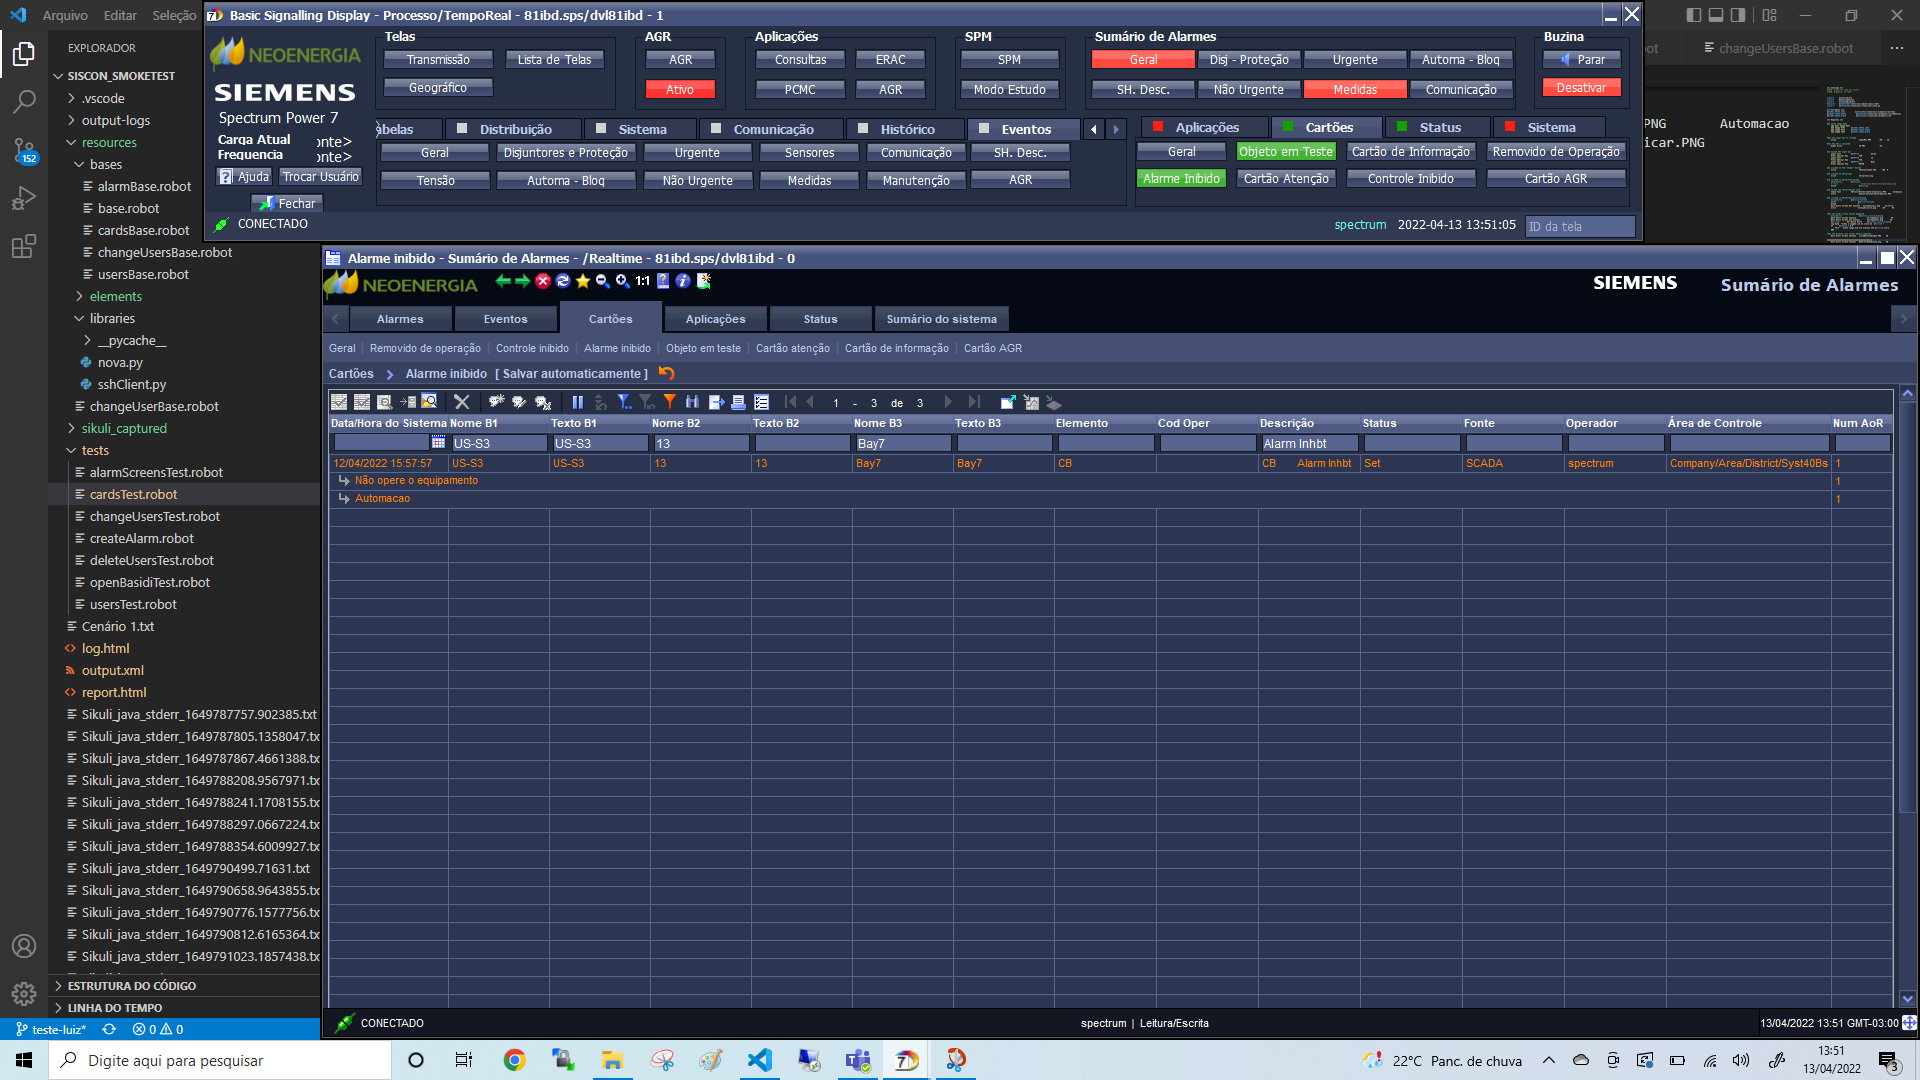 Arquivo Editar Seleção
Basic Signalling Display - Processo/TempoReal - 81ibd.sps/dvl81ibd - 1
EXPLORADOR
SISCON_SMOKETEST
.vscode
output-logs
resources
bases
alarmBase.robot
base.robot
cardsBase.robot
changeUsersBase.robot
usersBase.robot
elements
libraries
__pycache__
nova.py
sshClient.py
changeUserBase.robot
sikuli_captured
tests
alarmScreensTest.robot
cardsTest.robot
changeUsersTest.robot
createAlarm.robot
deleteUsersTest.robot
openBasidiTest.robot
usersTest.robot
Cenário 1.txt
log.html
output.xml
report.html
Sikuli_java_stderr_1649787757.902385.txt
Sikuli_java_stderr_1649787805.1358047.tx
Sikuli_java_stderr_1649787867.4661388.tx
Sikuli_java_stderr_1649788208.9567971.tx
Sikuli_java_stderr_1649788241.1708155.tx
Sikuli_java_stderr_1649788297.0667224.tx
Sikuli_java_stderr_1649788354.6009927.tx
Sikuli_java_stderr_1649790499.71631.txt
Sikuli_java_stderr_1649790658.9643855.tx
Sikuli_java_stderr_1649790776.1577756.tx
Sikuli_java_stderr_1649790812.6165364.tx
Sikuli_java_stderr_1649791023.1857438.tx
ESTRUTURA DO CÓDIGO
LINHA DO TEMPO
152
teste-luiz* 0 0
NEOENERGIA
SIEMENS
Spectrum Power 7
Carga Atual onte>
Frequencia onte>
Ajuda Trocar Usuário
Fechar
CONECTADO
Telas
Transmissão Lista de Telas
Geográfico
AGR
AGR
Ativo
Aplicações
Consultas ERAC
PCMC AGR
SPM
SPM
Modo Estudo
Sumário de Alarmes
Geral Disj - Proteção Urgente Automa - Bloq
SH. Desc. Não Urgente Medidas Comunicação
Buzina
Parar
Desativar
abelas Distribuição Sistema Comunicação Histórico Eventos
Geral Disjuntores e Proteção Urgente Sensores Comunicação SH. Desc.
Tensão Automa - Bloq Não Urgente Medidas Manutenção AGR
Aplicações Cartões Status Sistema
Geral Objeto em Teste Cartão de Informação Removido de Operação
Alarme Inibido Cartão Atenção Controle Inibido Cartão AGR
spectrum 2022-04-13 13:51:05 ID da tela
ot changeUsersBase.robot
PNG Automacao
icar.PNG
Alarme inibido - Sumário de Alarmes - /Realtime - 81ibd.sps/dvl81ibd - 0
NEOENERGIA 1:1 SIEMENS Sumário de Alarmes
Alarmes Eventos Cartões Aplicações Status Sumário do sistema
Geral Removido de operação Controle inibido Alarme inibido Objeto em teste Cartão atenção Cartão de informação Cartão AGR
Cartões > Alarme inibido [ Salvar automaticamente ]
1 - 3 de 3
Data/Hora do Sistema Nome B1 Texto B1 Nome B2 Texto B2 Nome B3 Texto B3 Elemento Cod Oper Descrição Status Fonte Operador Área de Controle Num AoR
US-S3 US-S3 13 Bay7 Alarm Inhbt
12/04/2022 15:57:57 US-S3 US-S3 13 13 Bay7 Bay7 CB CB Alarm Inhbt Set SCADA spectrum Company/Area/District/Syst40Bs 1
Não opere o equipamento 1
Automacao 1
CONECTADO spectrum | Leitura/Escrita 13/04/2022 13:51 GMT-03:00
Digite aqui para pesquisar
22°C Panc. de chuva
13:51
13/04/2022
3